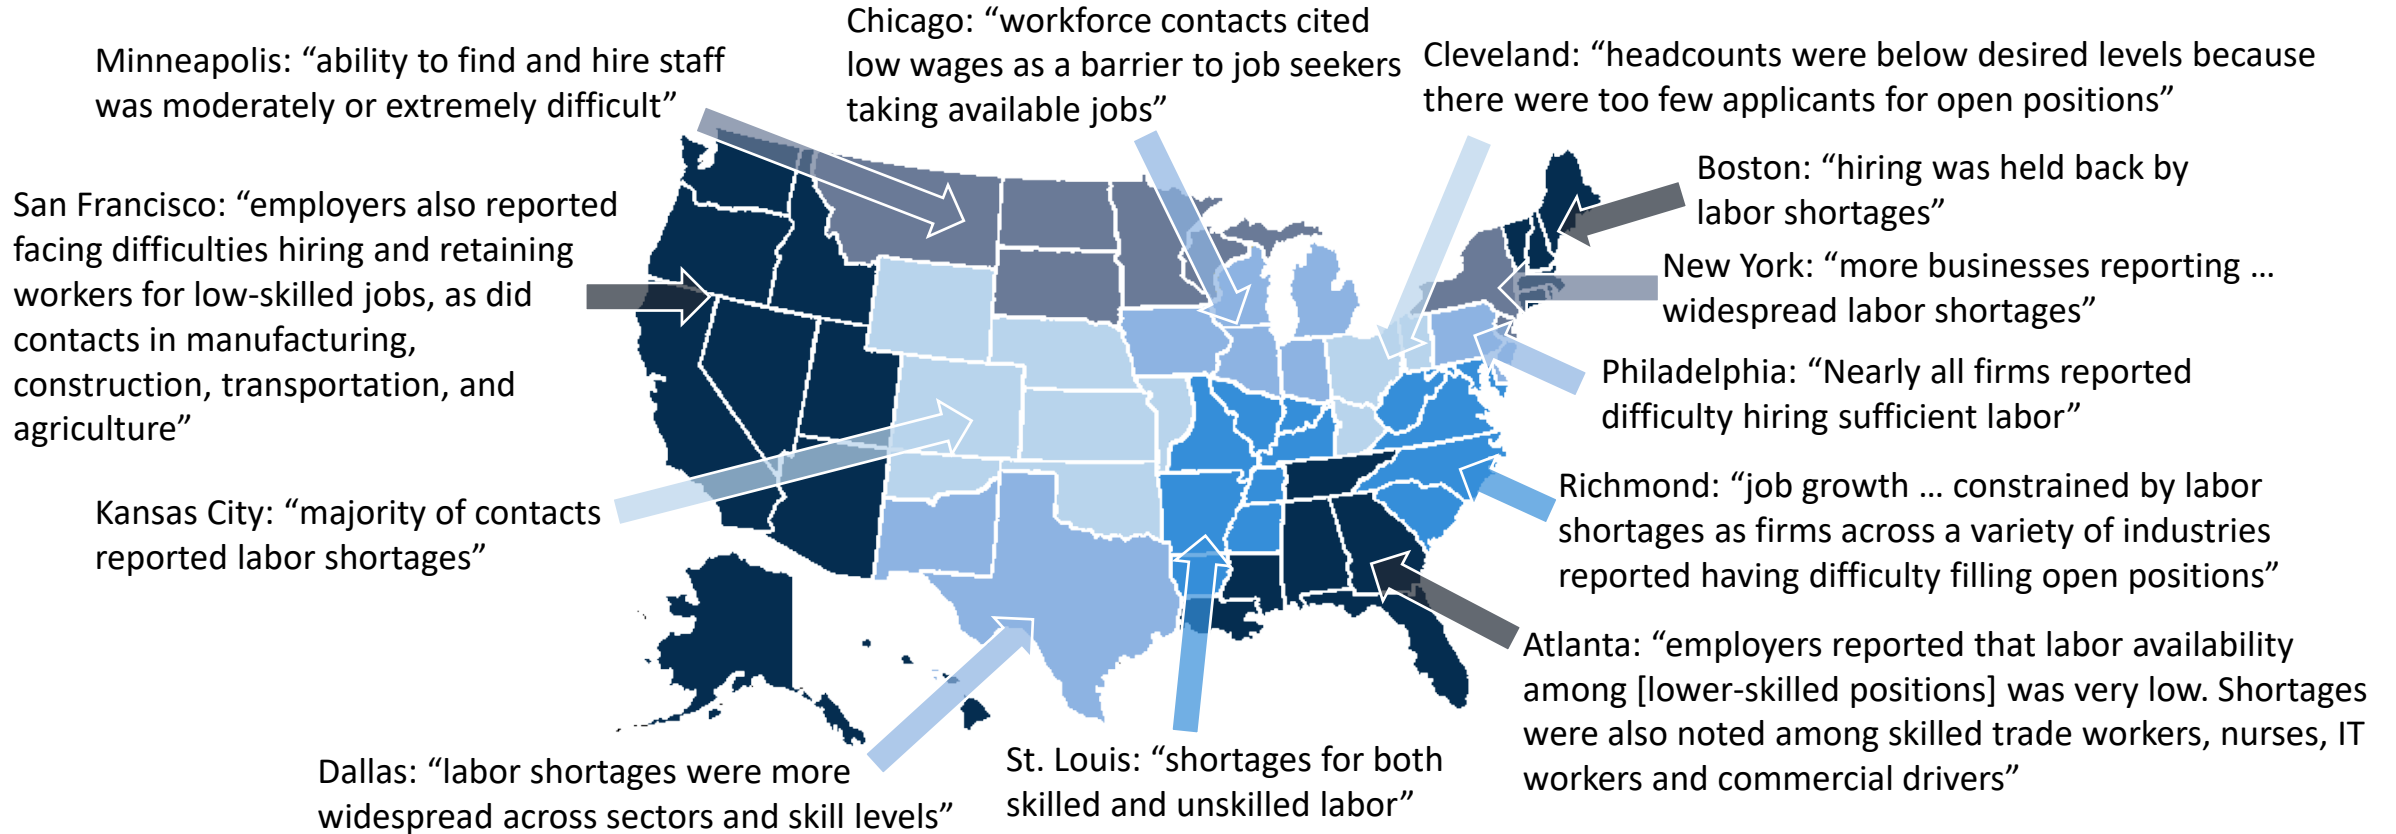 Minneapolis: “ability to find and hire staff
was moderately or extremely difficult”
Chicago: “workforce contacts cited
low wages as a barrier to job seekers
taking available jobs”
Cleveland: “headcounts were below desired levels because
there were too few applicants for open positions”
Boston: “hiring was held back by
labor shortages”
San Francisco: “employers also reported
facing difficulties hiring and retaining
workers for low-skilled jobs, as did
contacts in manufacturing,
construction, transportation, and
agriculture”
New York: “more businesses reporting …
widespread labor shortages”
Philadelphia: “Nearly all firms reported
difficulty hiring sufficient labor”
Kansas City: “majority of contacts
reported labor shortages”
Richmond: “job growth … constrained by labor
shortages as firms across a variety of industries
reported having difficulty filling open positions”
Atlanta: “employers reported that labor availability
among [lower-skilled positions] was very low. Shortages
were also noted among skilled trade workers, nurses, IT
workers and commercial drivers”
Dallas: “labor shortages were more
widespread across sectors and skill levels”
St. Louis: “shortages for both
skilled and unskilled labor”